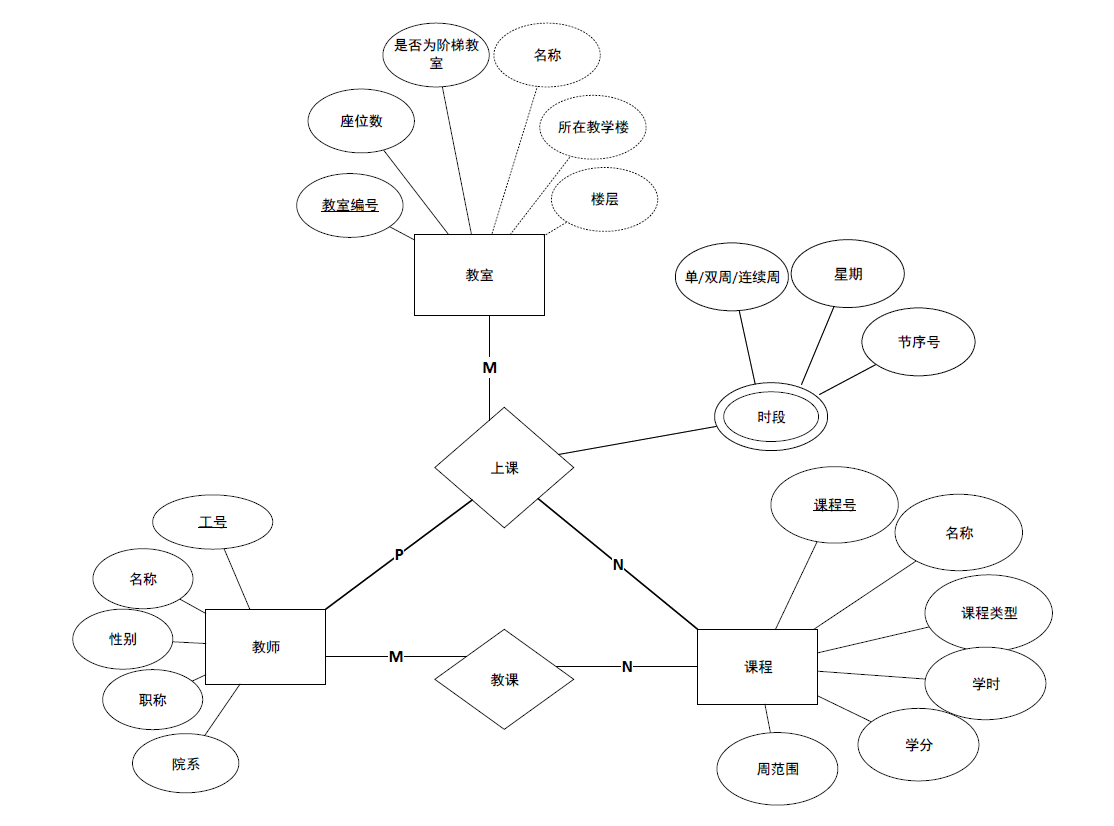 是否为阶梯教
室
名称
座位数
所在教学楼
教室编号
楼层
教室
单/双周/连续周
星期
节序号
M
时段
上课
课程号
工号
名称
P
N
名称
课程类型
性别
教师
M
教课
N
课程
学时
职称
学分
院系
周范围